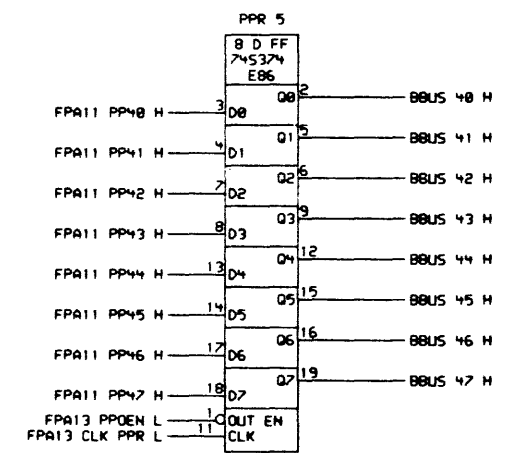 PPR 5
8 D FF
74S374
E86
FPA11 PP40 H 3 D0 Q0 2 BBUS 40 H
FPA11 PP41 H 4 D1 Q1 5 BBUS 41 H
FPA11 PP42 H 7 D2 Q2 6 BBUS 42 H
FPA11 PP43 H 8 D3 Q3 9 BBUS 43 H
FPA11 PP44 H 13 D4 Q4 12 BBUS 44 H
FPA11 PP45 H 14 D5 Q5 15 BBUS 45 H
FPA11 PP46 H 17 D6 Q6 16 BBUS 46 H
FPA11 PP47 H 18 D7 Q7 19 BBUS 47 H
FPA13 PPOEN L 1 OUT EN
FPA13 CLK PPR L 11 CLK